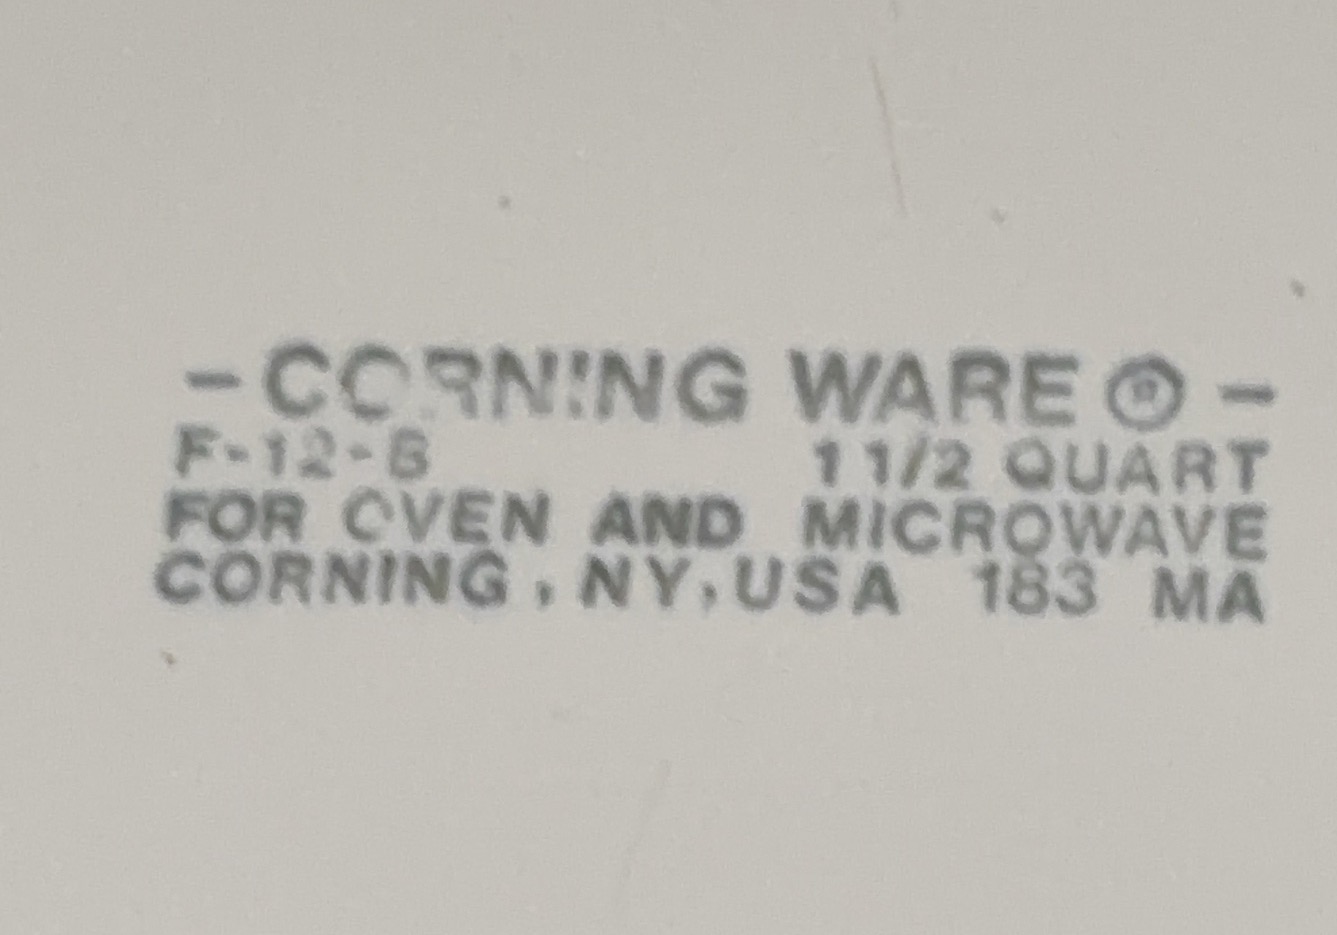 - CORNING WARE ® -
F-12-B 1 1/2 QUART
FOR OVEN AND MICROWAVE
CORNING, NY, USA 183 MA